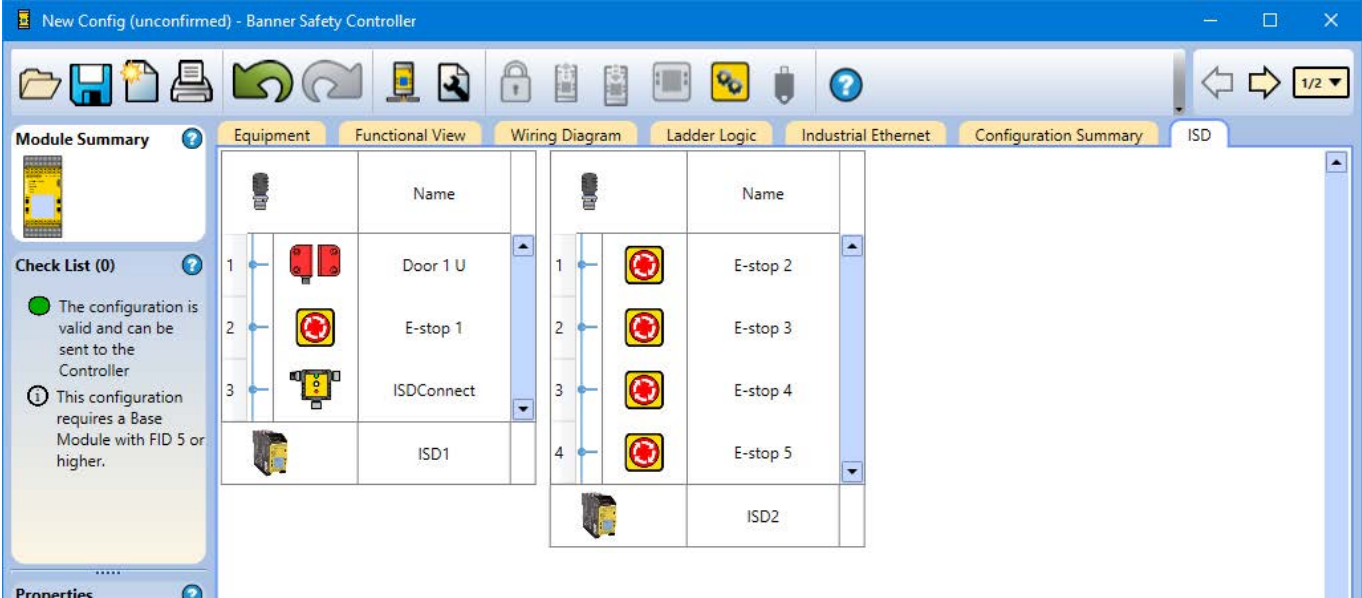 New Config (unconfirmed) - Banner Safety Controller
1/2
Module Summary
Equipment
Functional View
Wiring Diagram
Ladder Logic
Industrial Ethernet
Configuration Summary
ISD
Check List (0)
The configuration is
valid and can be
sent to the
Controller
This configuration
requires a Base
Module with FID 5 or
higher.
Properties
Name
1 Door 1 U
2 E-stop 1
3 ISDConnect
ISD1
Name
1 E-stop 2
2 E-stop 3
3 E-stop 4
4 E-stop 5
ISD2